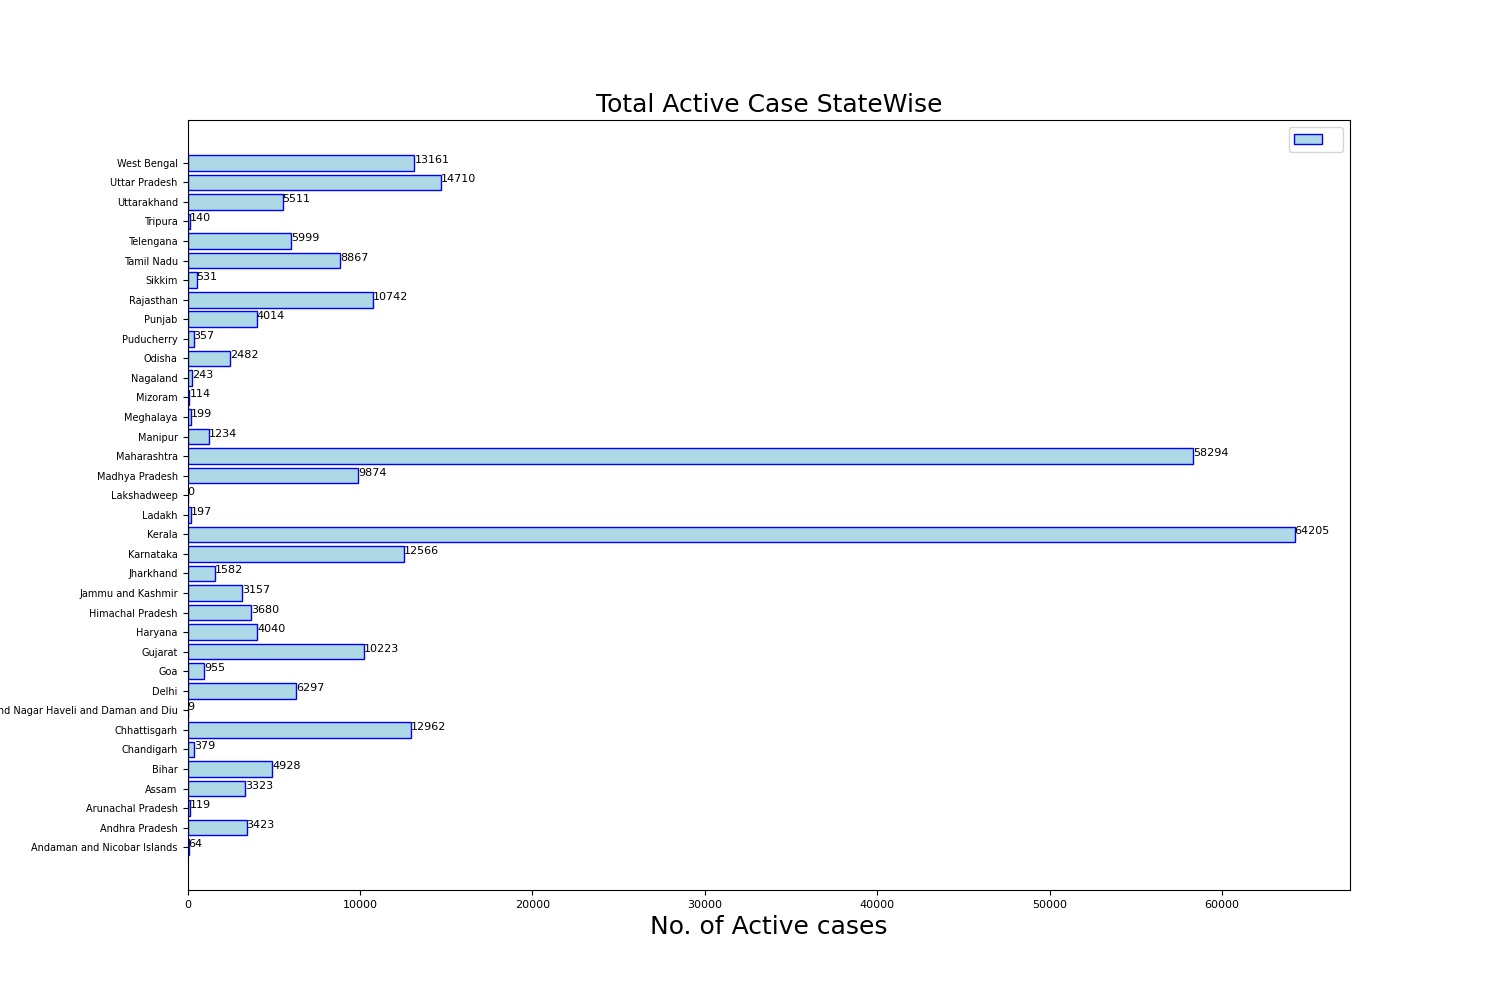 Total Active Case StateWise
West Bengal 13161
Uttar Pradesh 14710
Uttarakhand 5511
Tripura 140
Telengana 5999
Tamil Nadu 8867
Sikkim 531
Rajasthan 10742
Punjab 4014
Puducherry 357
Odisha 2482
Nagaland 243
Mizoram 114
Meghalaya 199
Manipur 1234
Maharashtra 58294
Madhya Pradesh 9874
Lakshadweep 0
Ladakh 197
Kerala 64205
Karnataka 12566
Jharkhand 1582
Jammu and Kashmir 3157
Himachal Pradesh 3680
Haryana 4040
Gujarat 10223
Goa 955
Delhi 6297
nd Nagar Haveli and Daman and Diu 9
Chhattisgarh 12962
Chandigarh 379
Bihar 4928
Assam 3323
Arunachal Pradesh 119
Andhra Pradesh 3423
Andaman and Nicobar Islands 64
0 10000 20000 30000 40000 50000 60000
No. of Active cases